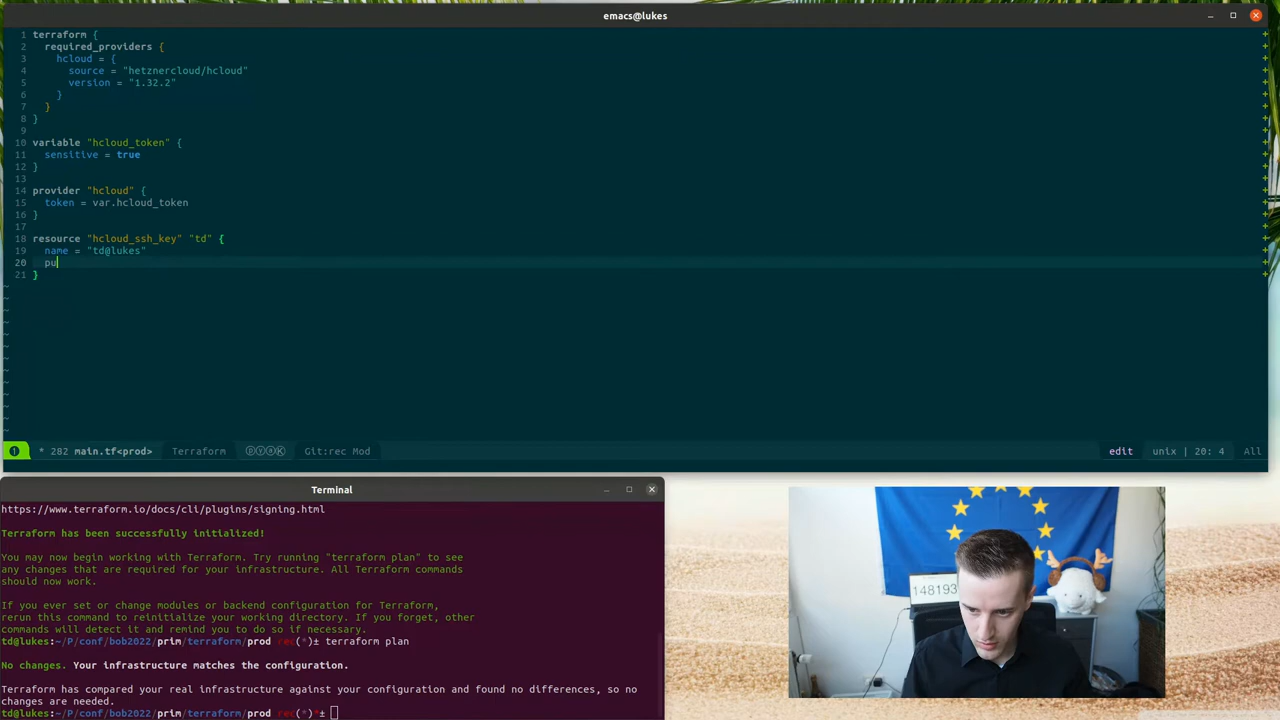 emacs@lukes
1 terraform {
2 required_providers {
3 hcloud = {
4 source = "hetznercloud/hcloud"
5 version = "1.32.2"
6 }
7 }
8 }
9
10 variable "hcloud_token" {
11 sensitive = true
12 }
13
14 provider "hcloud" {
15 token = var.hcloud_token
16 }
17
18 resource "hcloud_ssh_key" "td" {
19 name = "td@lukes"
20 pu
21 }
* 282 main.tf<prod> Terraform ⓟⓨⓐⓀ Git:rec Mod edit unix | 20: 4 All
Terminal
https://www.terraform.io/docs/cli/plugins/signing.html
Terraform has been successfully initialized!
You may now begin working with Terraform. Try running "terraform plan" to see
any changes that are required for your infrastructure. All Terraform commands
should now work.
If you ever set or change modules or backend configuration for Terraform,
rerun this command to reinitialize your working directory. If you forget, other
commands will detect it and remind you to do so if necessary.
td@lukes:~/P/conf/bob2022/prim/terraform/prod rec(*)± terraform plan
No changes. Your infrastructure matches the configuration.
Terraform has compared your real infrastructure against your configuration and found no differences, so no
changes are needed.
td@lukes:~/P/conf/bob2022/prim/terraform/prod rec(*)*±
148193